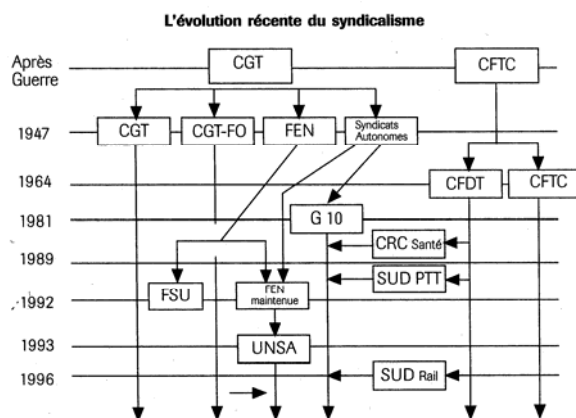 L'évolution récente du syndicalisme
Après
Guerre
CGT
CFTC
1947
CGT
CGT-FO
FEN
Syndicats
Autonomes
1964
CFDT
CFTC
1981
G 10
CRC Santé
1989
SUD PTT
1992
FSU
FEN
maintenue
1993
UNSA
1996
SUD Rail